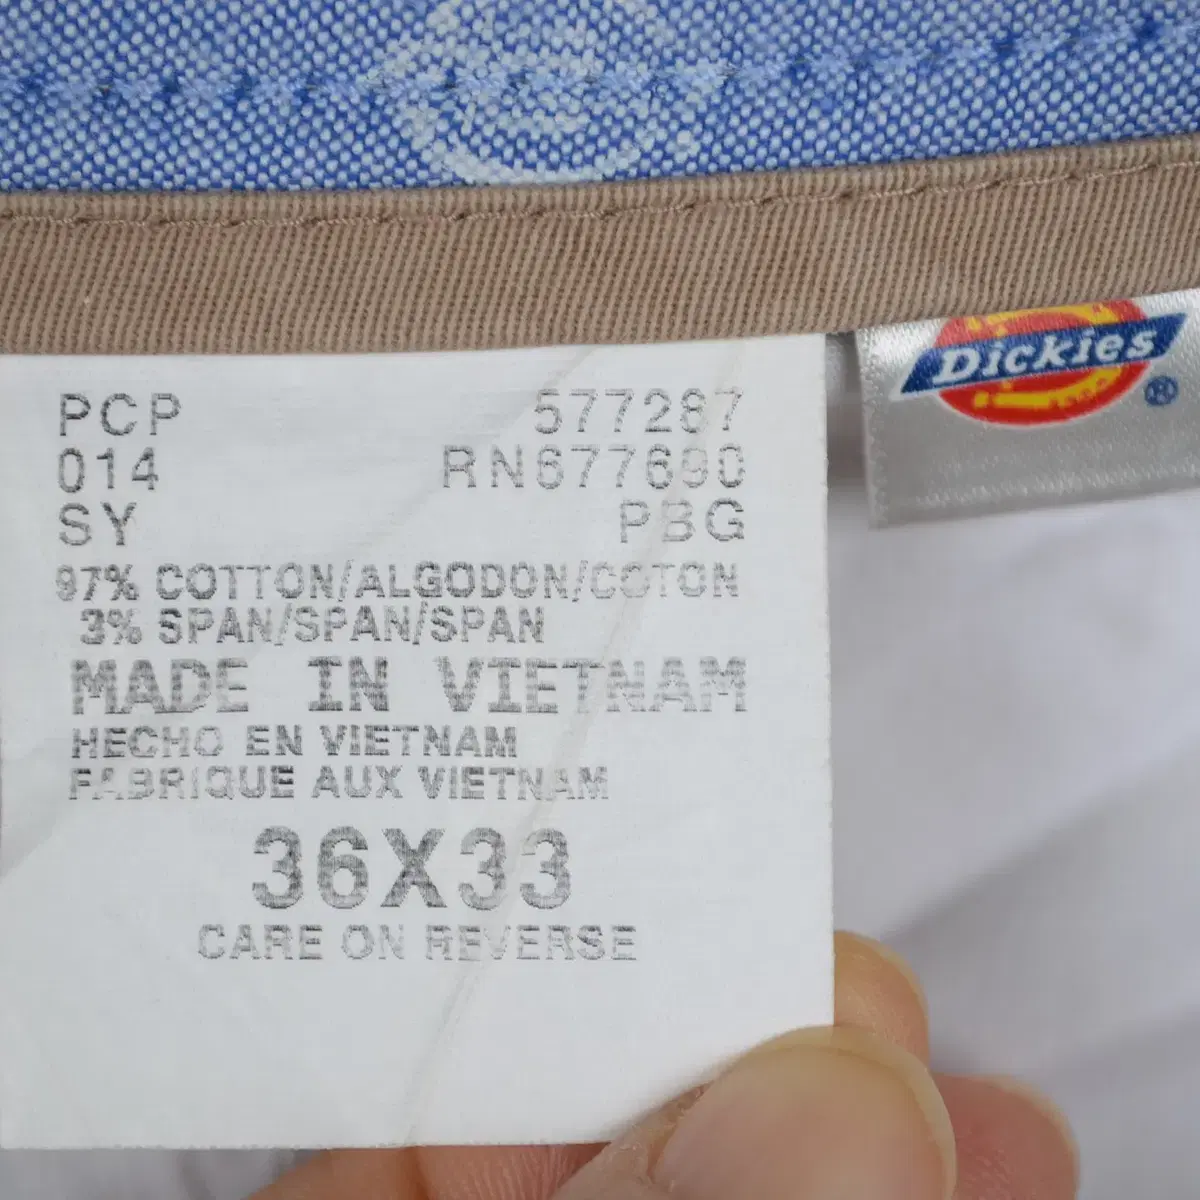 PCP 577287
014 RN677690
SY PBG
97% COTTON/ALGODON/COTON
3% SPAN/SPAN/SPAN
MADE IN VIETNAM
HECHO EN VIETNAM
FABRIQUE AUX VIETNAM
36X33
CARE ON REVERSE
Dickies®